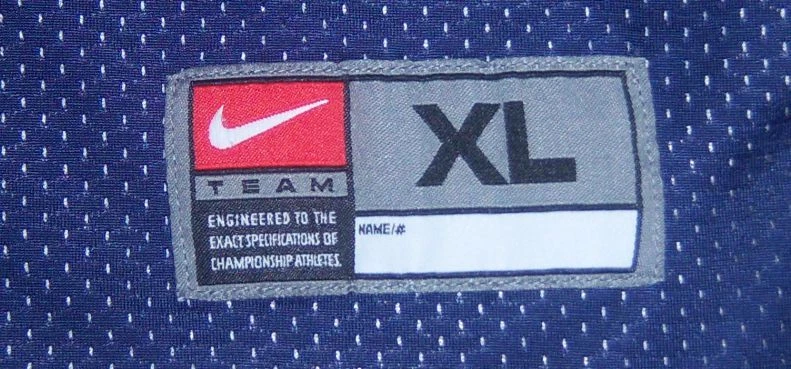 XL
TEAM
ENGINEERED TO THE
EXACT SPECIFICATIONS OF
CHAMPIONSHIP ATHLETES.
NAME/#